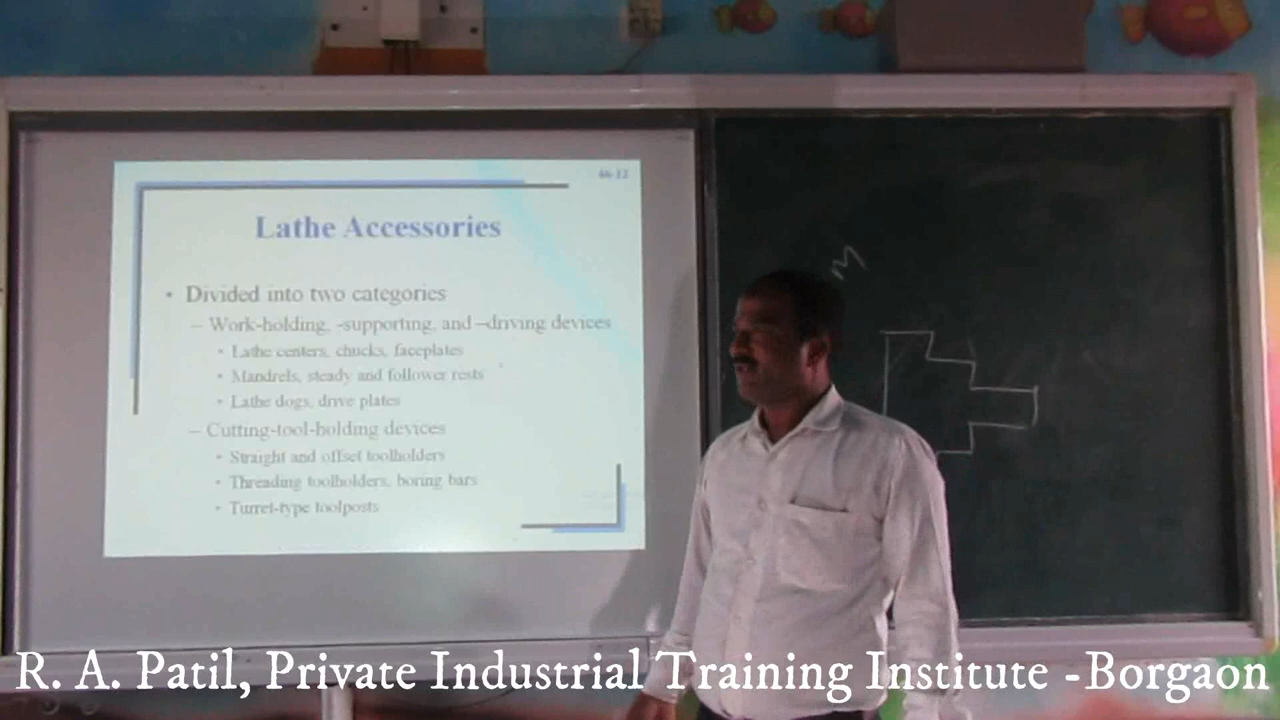 46-12
Lathe Accessories
• Divided into two categories
– Work-holding, -supporting, and –driving devices
• Lathe centers, chucks, faceplates
• Mandrels, steady and follower rests
• Lathe dogs, drive plates
– Cutting-tool-holding devices
• Straight and offset toolholders
• Threading toolholders, boring bars
• Turret-type toolposts
R. A. Patil, Private Industrial Training Institute -Borgaon